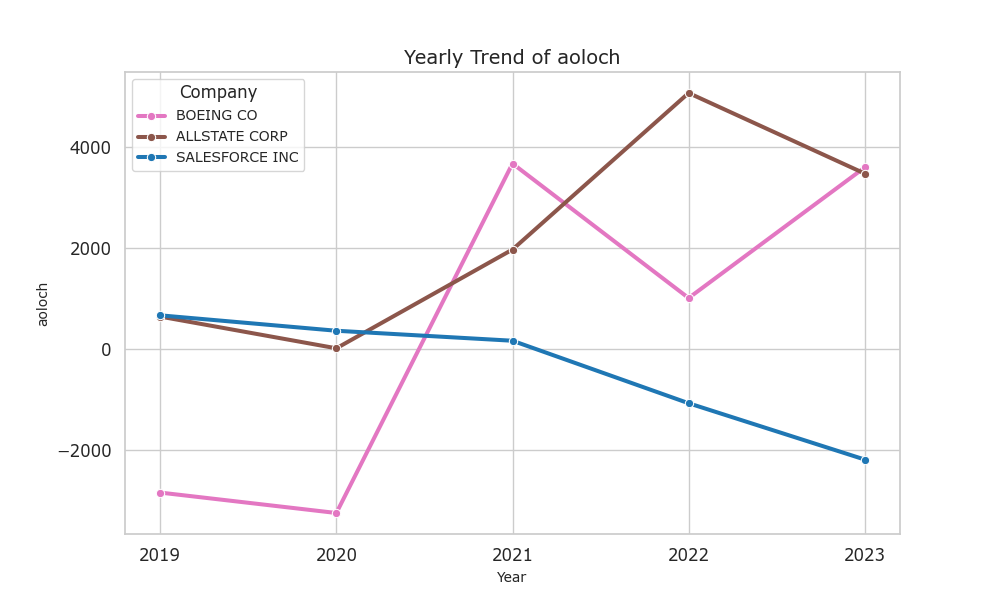 Yearly Trend of aoloch
Company
BOEING CO
ALLSTATE CORP
SALESFORCE INC
4000
2000
0
−2000
aoloch
2019 2020 2021 2022 2023
Year